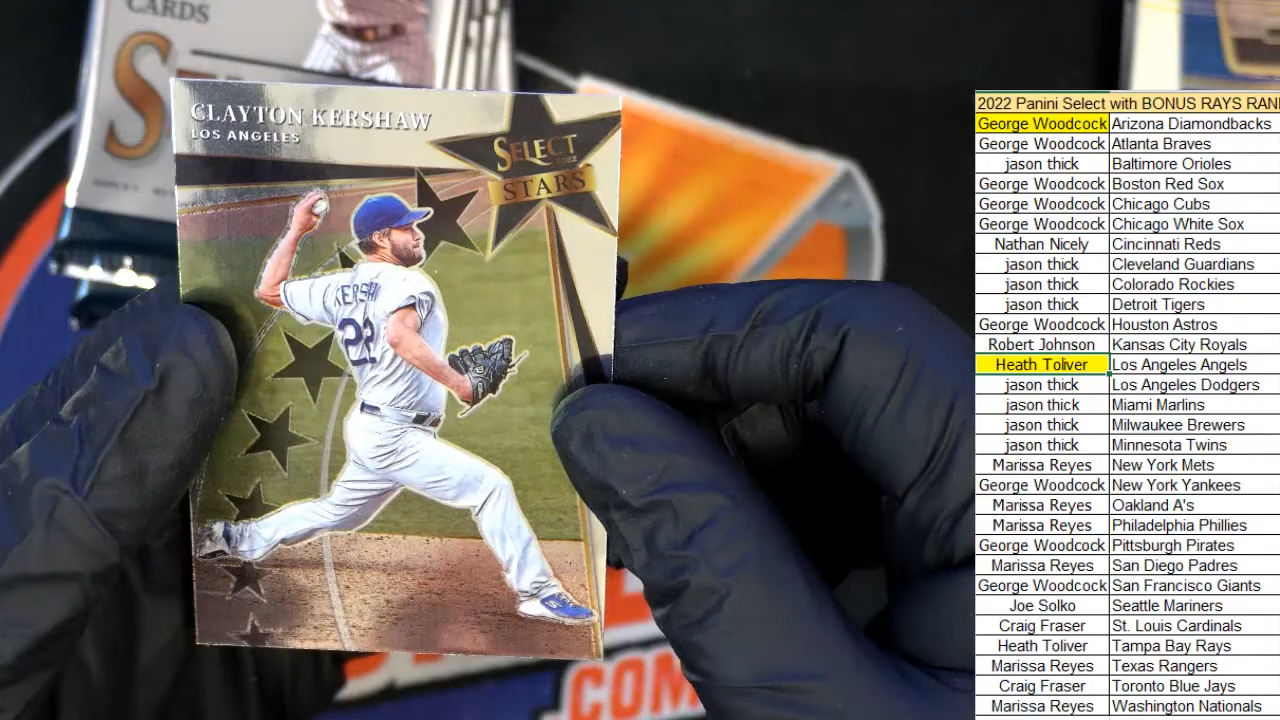 CARDS
CLAYTON KERSHAW
LOS ANGELES
SELECT
2022
STARS
KERSH
22
.COM
2022 Panini Select with BONUS RAYS RAN
George Woodcock Arizona Diamondbacks
George Woodcock Atlanta Braves
jason thick Baltimore Orioles
George Woodcock Boston Red Sox
George Woodcock Chicago Cubs
George Woodcock Chicago White Sox
Nathan Nicely Cincinnati Reds
jason thick Cleveland Guardians
jason thick Colorado Rockies
jason thick Detroit Tigers
George Woodcock Houston Astros
Robert Johnson Kansas City Royals
Heath Toliver Los Angeles Angels
jason thick Los Angeles Dodgers
jason thick Miami Marlins
jason thick Milwaukee Brewers
jason thick Minnesota Twins
Marissa Reyes New York Mets
George Woodcock New York Yankees
Marissa Reyes Oakland A's
Marissa Reyes Philadelphia Phillies
George Woodcock Pittsburgh Pirates
Marissa Reyes San Diego Padres
George Woodcock San Francisco Giants
Joe Solko Seattle Mariners
Craig Fraser St. Louis Cardinals
Heath Toliver Tampa Bay Rays
Marissa Reyes Texas Rangers
Craig Fraser Toronto Blue Jays
Marissa Reyes Washington Nationals